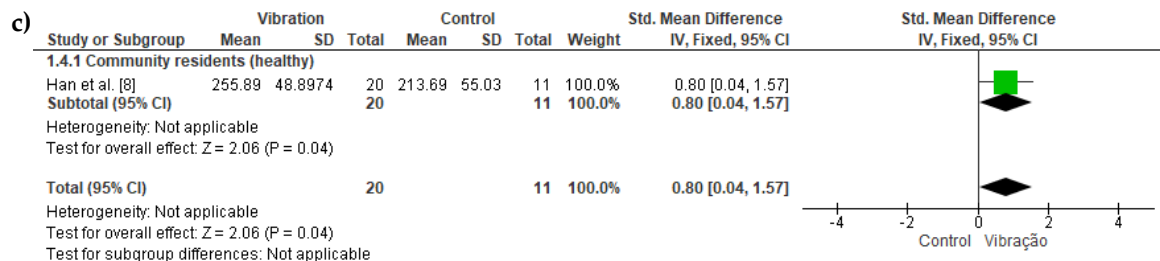 c)
Vibration Control Std. Mean Difference Std. Mean Difference
Study or Subgroup Mean SD Total Mean SD Total Weight IV, Fixed, 95% CI IV, Fixed, 95% CI
1.4.1 Community residents (healthy)
Han et al. [8] 255.89 48.8974 20 213.69 55.03 11 100.0% 0.80 [0.04, 1.57]
Subtotal (95% CI) 20 11 100.0% 0.80 [0.04, 1.57]
Heterogeneity: Not applicable
Test for overall effect: Z = 2.06 (P = 0.04)
Total (95% CI) 20 11 100.0% 0.80 [0.04, 1.57]
Heterogeneity: Not applicable
Test for overall effect: Z = 2.06 (P = 0.04)
Test for subgroup differences: Not applicable
-4 -2 0 2 4
Control Vibração